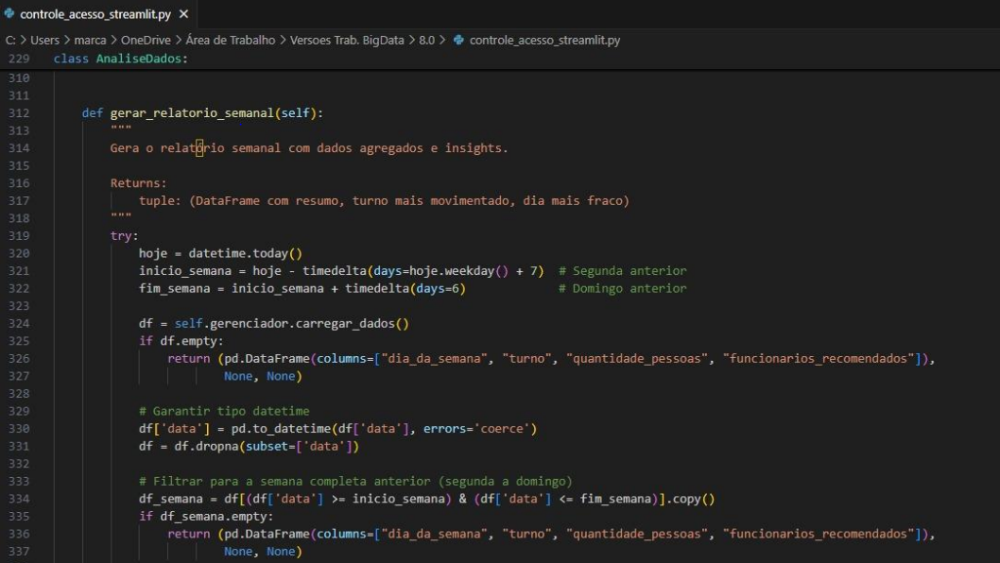 controle_acesso_streamlit.py ×
C: > Users > marca > OneDrive > Área de Trabalho > Versoes Trab. BigData > 8.0 > controle_acesso_streamlit.py
229 class AnaliseDados:
310
311
312     def gerar_relatorio_semanal(self):
313         """
314         Gera o relatório semanal com dados agregados e insights.
315
316         Returns:
317             tuple: (DataFrame com resumo, turno mais movimentado, dia mais fraco)
318         """
319         try:
320             hoje = datetime.today()
321             inicio_semana = hoje - timedelta(days=hoje.weekday() + 7)  # Segunda anterior
322             fim_semana = inicio_semana + timedelta(days=6)             # Domingo anterior
323
324             df = self.gerenciador.carregar_dados()
325             if df.empty:
326                 return (pd.DataFrame(columns=["dia_da_semana", "turno", "quantidade_pessoas", "funcionarios_recomendados"]),
327                         None, None)
328
329             # Garantir tipo datetime
330             df['data'] = pd.to_datetime(df['data'], errors='coerce')
331             df = df.dropna(subset=['data'])
332
333             # Filtrar para a semana completa anterior (segunda a domingo)
334             df_semana = df[(df['data'] >= inicio_semana) & (df['data'] <= fim_semana)].copy()
335             if df_semana.empty:
336                 return (pd.DataFrame(columns=["dia_da_semana", "turno", "quantidade_pessoas", "funcionarios_recomendados"]),
337                         None, None)